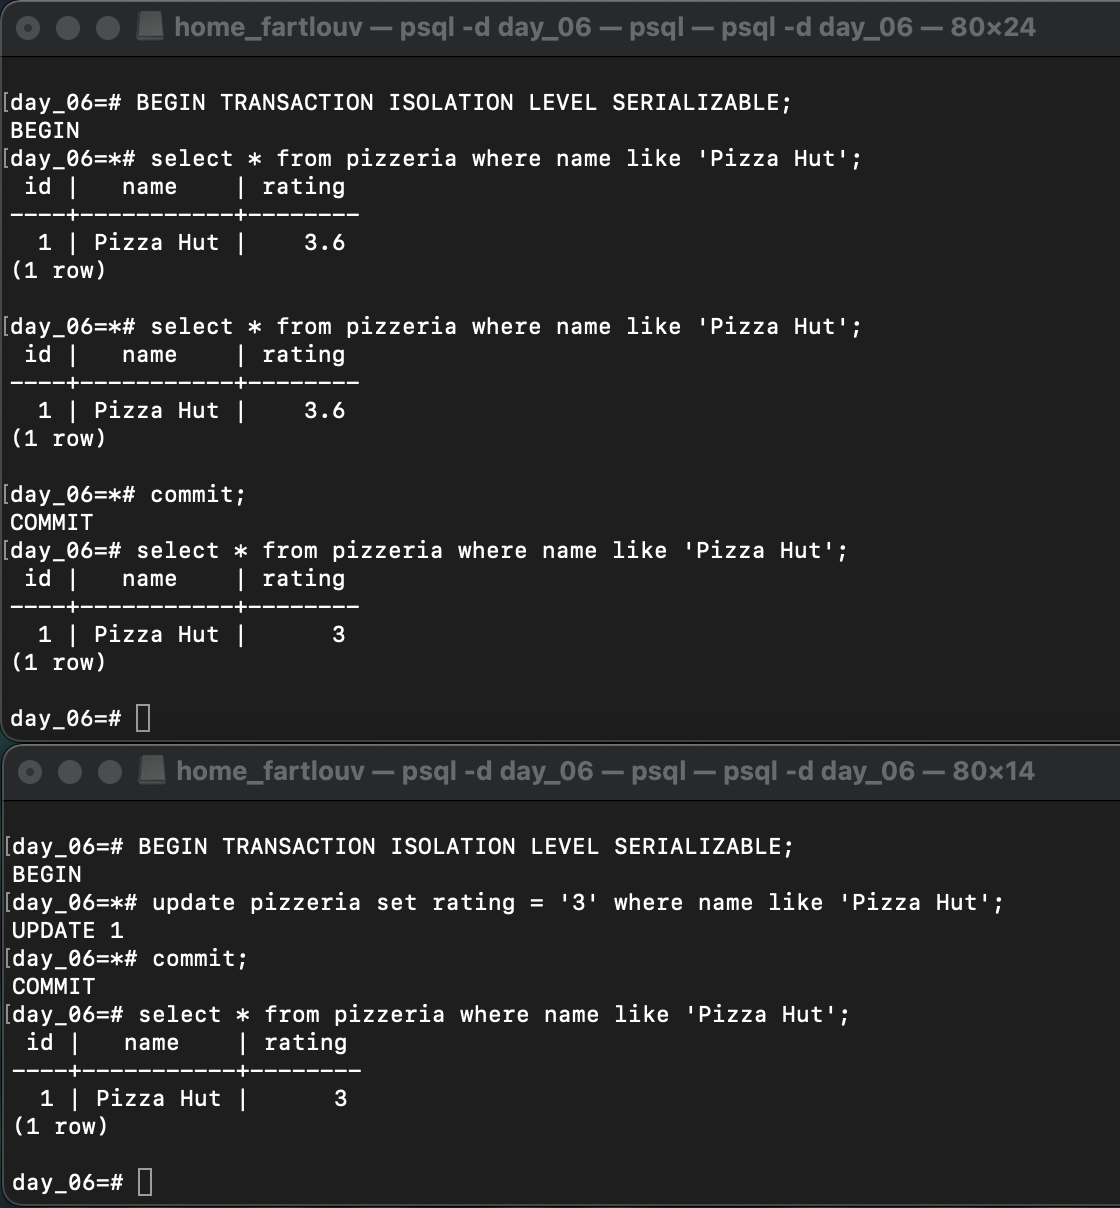 home_fartlouv — psql -d day_06 — psql — psql -d day_06 — 80×24
[day_06=# BEGIN TRANSACTION ISOLATION LEVEL SERIALIZABLE;
BEGIN
[day_06=*# select * from pizzeria where name like 'Pizza Hut';
 id |   name    | rating
----+-----------+--------
  1 | Pizza Hut |    3.6
(1 row)
[day_06=*# select * from pizzeria where name like 'Pizza Hut';
 id |   name    | rating
----+-----------+--------
  1 | Pizza Hut |    3.6
(1 row)
[day_06=*# commit;
COMMIT
[day_06=# select * from pizzeria where name like 'Pizza Hut';
 id |   name    | rating
----+-----------+--------
  1 | Pizza Hut |      3
(1 row)
day_06=#
home_fartlouv — psql -d day_06 — psql — psql -d day_06 — 80×14
[day_06=# BEGIN TRANSACTION ISOLATION LEVEL SERIALIZABLE;
BEGIN
[day_06=*# update pizzeria set rating = '3' where name like 'Pizza Hut';
UPDATE 1
[day_06=*# commit;
COMMIT
[day_06=# select * from pizzeria where name like 'Pizza Hut';
 id |   name    | rating
----+-----------+--------
  1 | Pizza Hut |      3
(1 row)
day_06=#